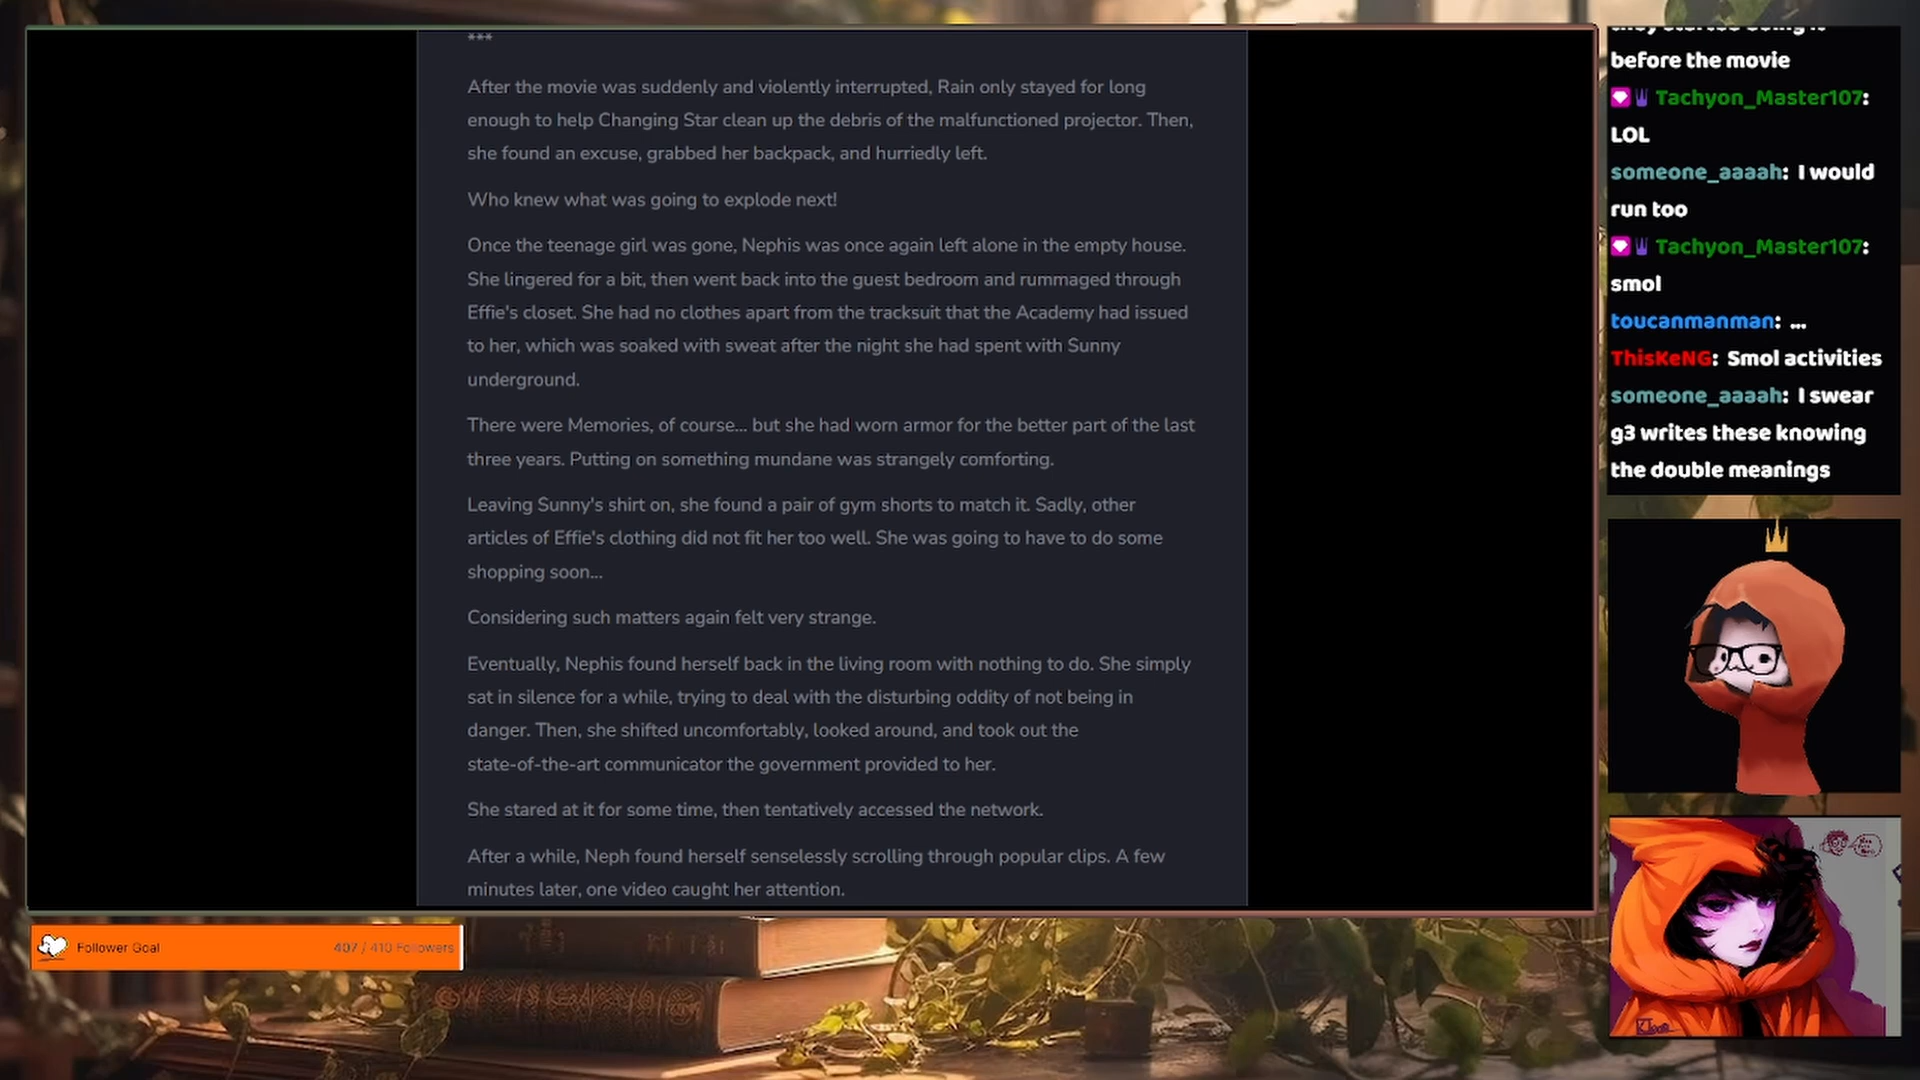 ***
After the movie was suddenly and violently interrupted, Rain only stayed for long
enough to help Changing Star clean up the debris of the malfunctioned projector. Then,
she found an excuse, grabbed her backpack, and hurriedly left.
Who knew what was going to explode next!
Once the teenage girl was gone, Nephis was once again left alone in the empty house.
She lingered for a bit, then went back into the guest bedroom and rummaged through
Effie's closet. She had no clothes apart from the tracksuit that the Academy had issued
to her, which was soaked with sweat after the night she had spent with Sunny
underground.
There were Memories, of course... but she had worn armor for the better part of the last
three years. Putting on something mundane was strangely comforting.
Leaving Sunny's shirt on, she found a pair of gym shorts to match it. Sadly, other
articles of Effie's clothing did not fit her too well. She was going to have to do some
shopping soon...
Considering such matters again felt very strange.
Eventually, Nephis found herself back in the living room with nothing to do. She simply
sat in silence for a while, trying to deal with the disturbing oddity of not being in
danger. Then, she shifted uncomfortably, looked around, and took out the
state-of-the-art communicator the government provided to her.
She stared at it for some time, then tentatively accessed the network.
After a while, Neph found herself senselessly scrolling through popular clips. A few
minutes later, one video caught her attention.
before the movie
Tachyon_Master107:
LOL
someone_aaaah: I would
run too
Tachyon_Master107:
smol
toucanmanman: ...
ThisKeNG: Smol activities
someone_aaaah: I swear
g3 writes these knowing
the double meanings
Follower Goal
407 / 410 Followers